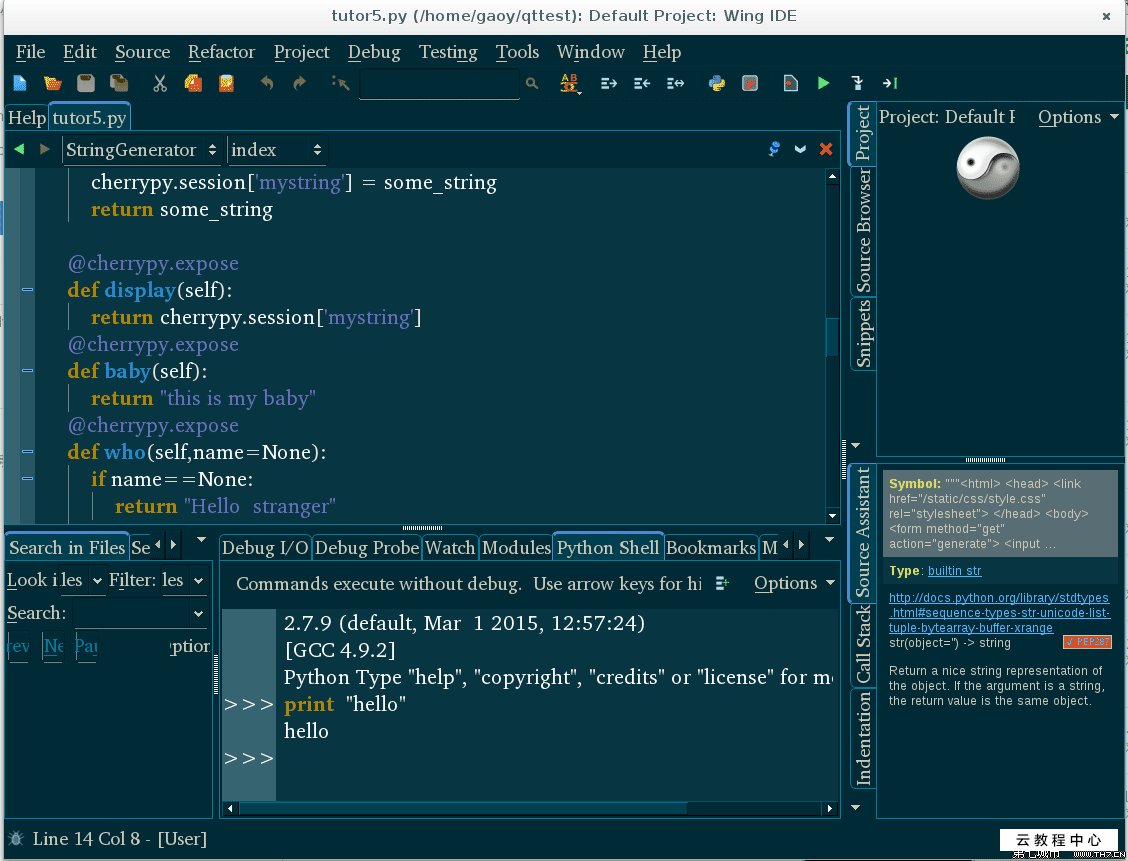 tutor5.py (/home/gaoy/qttest): Default Project: Wing IDE
File Edit Source Refactor Project Debug Testing Tools Window Help
Help tutor5.py
StringGenerator index
cherrypy.session['mystring'] = some_string
return some_string
@cherrypy.expose
def display(self):
return cherrypy.session['mystring']
@cherrypy.expose
def baby(self):
return "this is my baby"
@cherrypy.expose
def who(self,name=None):
if name==None:
return "Hello  stranger"
Project
Source Browser
Snippets
Project: Default Options
Search in Files Se
Look i les Filter: les
Search:
rev Ne Pau ption
Debug I/O Debug Probe Watch Modules Python Shell Bookmarks M
Commands execute without debug.  Use arrow keys for hi Options
2.7.9 (default, Mar  1 2015, 12:57:24)
[GCC 4.9.2]
Python Type "help", "copyright", "credits" or "license" for m
>>> print  "hello"
hello
>>>
Source Assistant
Call Stack
Indentation
Symbol: """<html> <head> <link
href="/static/css/style.css"
rel="stylesheet"> </head> <body>
<form method="get"
action="generate"> <input ...
Type: builtin str
http://docs.python.org/library/stdtypes
.html#sequence-types-str-unicode-list-
tuple-bytearray-buffer-xrange
str(object='') -> string
✓ PEP287
Return a nice string representation of
the object. If the argument is a string,
the return value is the same object.
Line 14 Col 8 - [User]
云教程中心
第七城市 www.TH7.CN